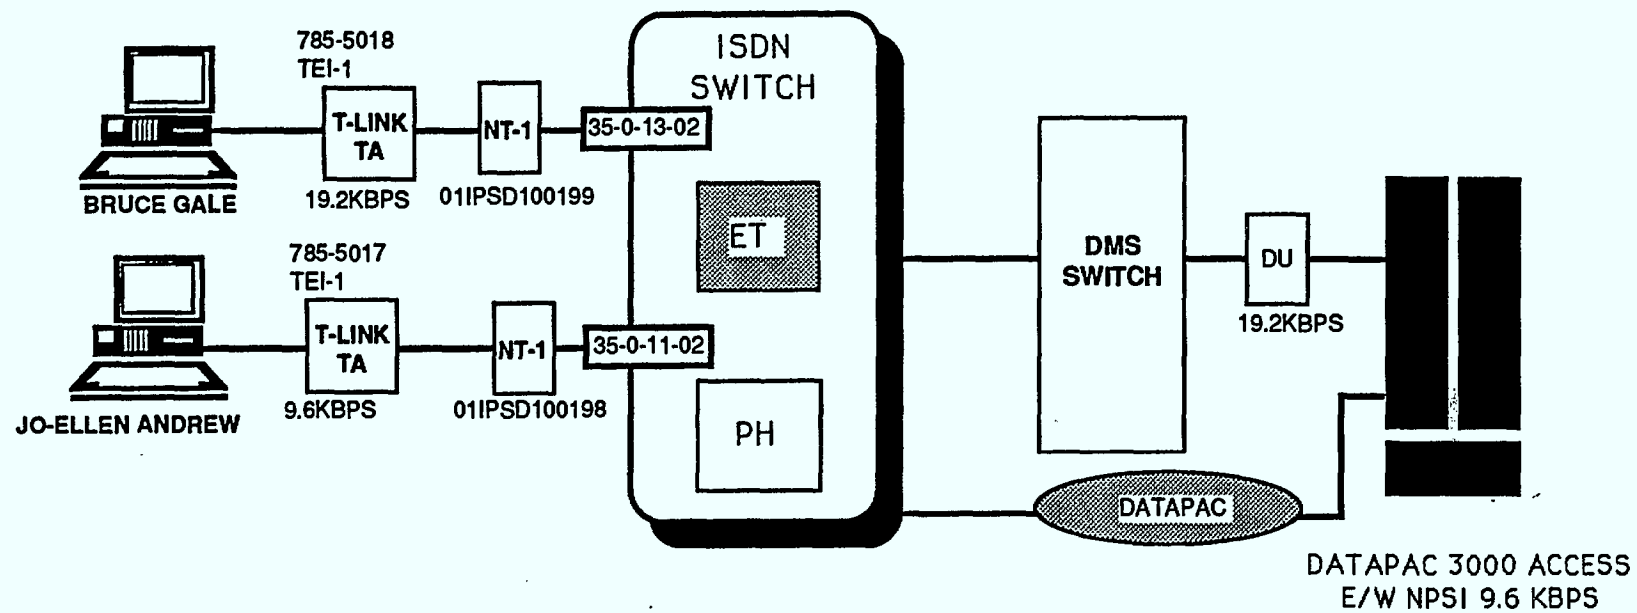 785-5018
TEI-1
T-LINK
TA
NT-1
35-0-13-02
19.2KBPS
01IPSD100199
BRUCE GALE
785-5017
TEI-1
T-LINK
TA
NT-1
35-0-11-02
9.6KBPS
01IPSD100198
JO-ELLEN ANDREW
ISDN
SWITCH
ET
PH
DMS
SWITCH
DU
19.2KBPS
DATAPAC
DATAPAC 3000 ACCESS
E/W NPSI 9.6 KBPS